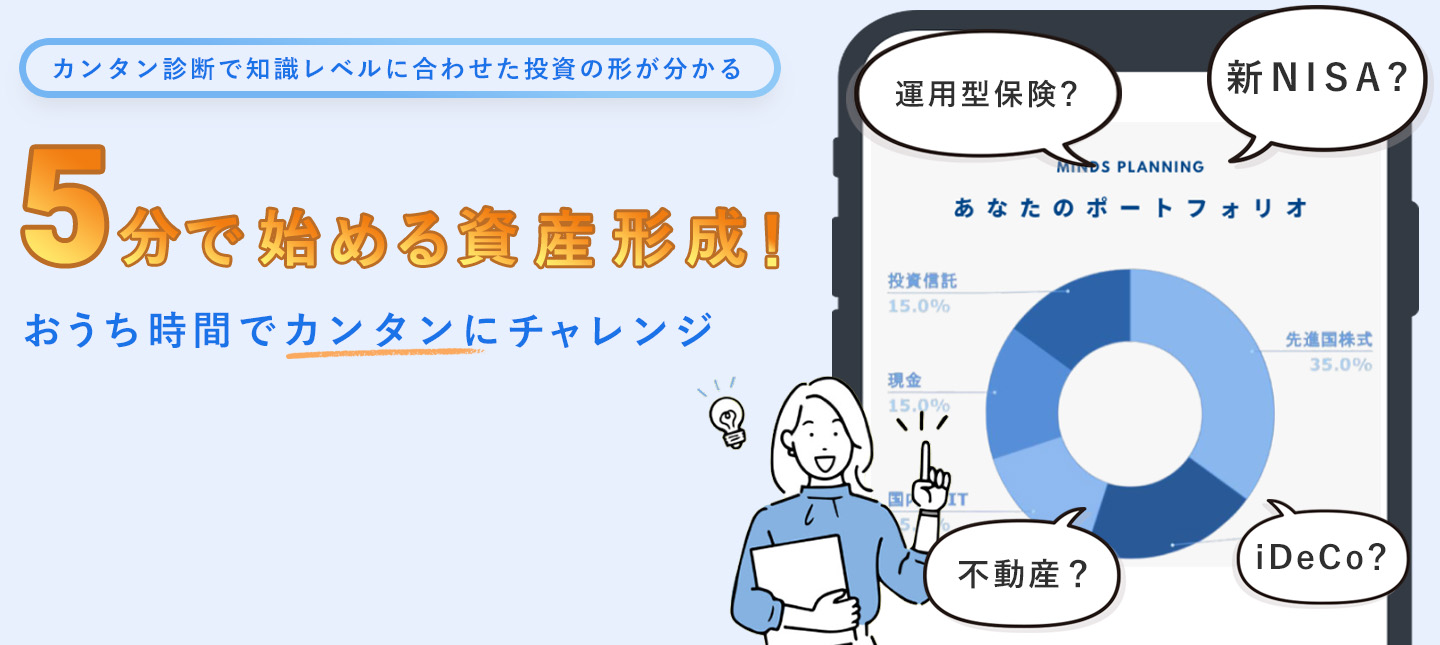 カンタン診断で知識レベルに合わせた投資の形が分かる
5分で始める資産形成!
おうち時間でカンタンにチャレンジ
運用型保険?
新NISA?
MINDS PLANNING
あなたのポートフォリオ
投資信託
15.0%
先進国株式
35.0%
現金
15.0%
不動産?
iDeCo?